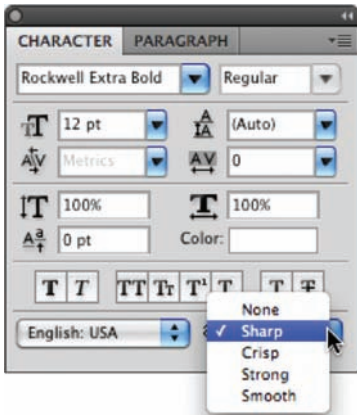 CHARACTER PARAGRAPH
Rockwell Extra Bold Regular
12 pt (Auto)
Metrics 0
100% 100%
0 pt Color:
T T TT Tr T¹ T T T
None
English: USA Sharp
Crisp
Strong
Smooth